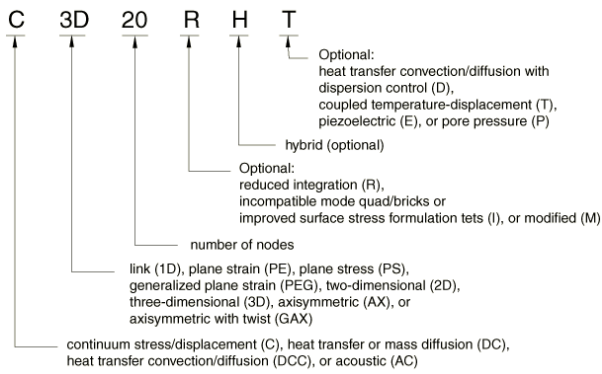 C 3D 20 R H T
Optional:
heat transfer convection/diffusion with
dispersion control (D),
coupled temperature-displacement (T),
piezoelectric (E), or pore pressure (P)
hybrid (optional)
Optional:
reduced integration (R),
incompatible mode quad/bricks or
improved surface stress formulation tets (I), or modified (M)
number of nodes
link (1D), plane strain (PE), plane stress (PS),
generalized plane strain (PEG), two-dimensional (2D),
three-dimensional (3D), axisymmetric (AX), or
axisymmetric with twist (GAX)
continuum stress/displacement (C), heat transfer or mass diffusion (DC),
heat transfer convection/diffusion (DCC), or acoustic (AC)